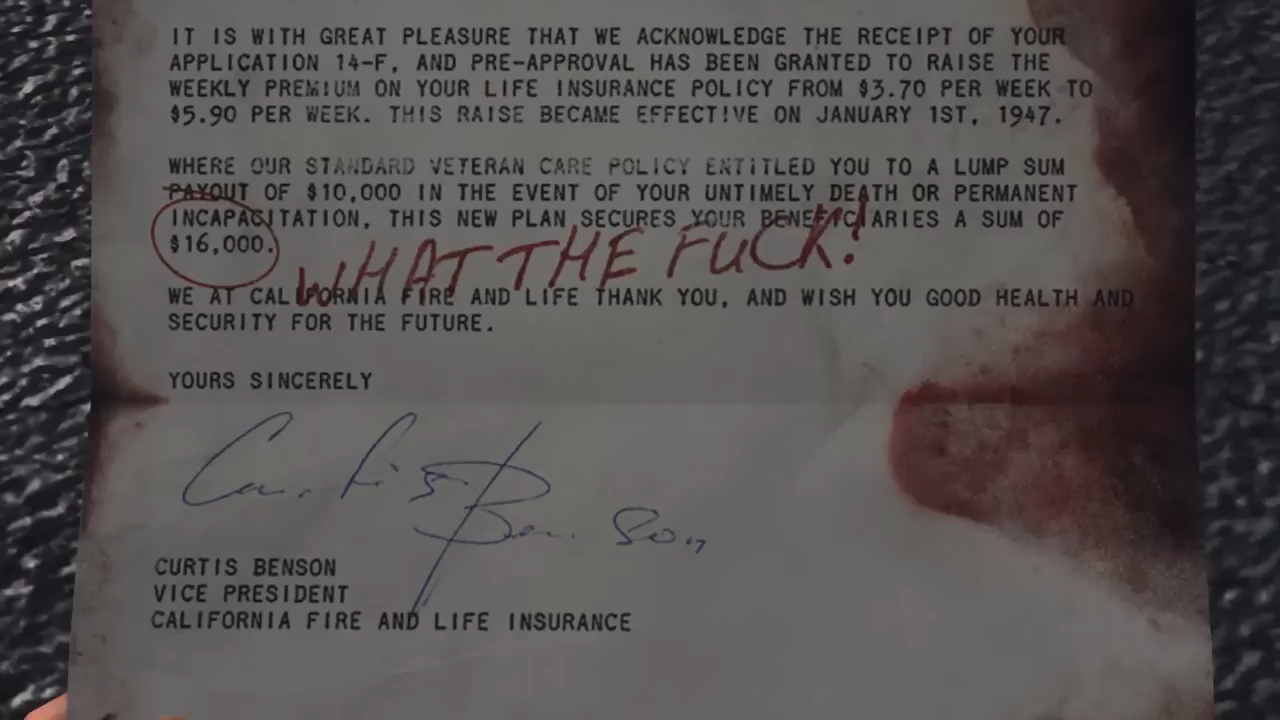 IT IS WITH GREAT PLEASURE THAT WE ACKNOWLEDGE THE RECEIPT OF YOUR
APPLICATION 14-F, AND PRE-APPROVAL HAS BEEN GRANTED TO RAISE THE
WEEKLY PREMIUM ON YOUR LIFE INSURANCE POLICY FROM $3.70 PER WEEK TO
$5.90 PER WEEK. THIS RAISE BECAME EFFECTIVE ON JANUARY 1ST, 1947.
WHERE OUR STANDARD VETERAN CARE POLICY ENTITLED YOU TO A LUMP SUM
PAYOUT OF $10,000 IN THE EVENT OF YOUR UNTIMELY DEATH OR PERMANENT
INCAPACITATION, THIS NEW PLAN SECURES YOUR BENEFICIARIES A SUM OF
$16,000.
WHAT THE FUCK!
WE AT CALIFORNIA FIRE AND LIFE THANK YOU, AND WISH YOU GOOD HEALTH AND
SECURITY FOR THE FUTURE.
YOURS SINCERELY
Curtis Benson
CURTIS BENSON
VICE PRESIDENT
CALIFORNIA FIRE AND LIFE INSURANCE